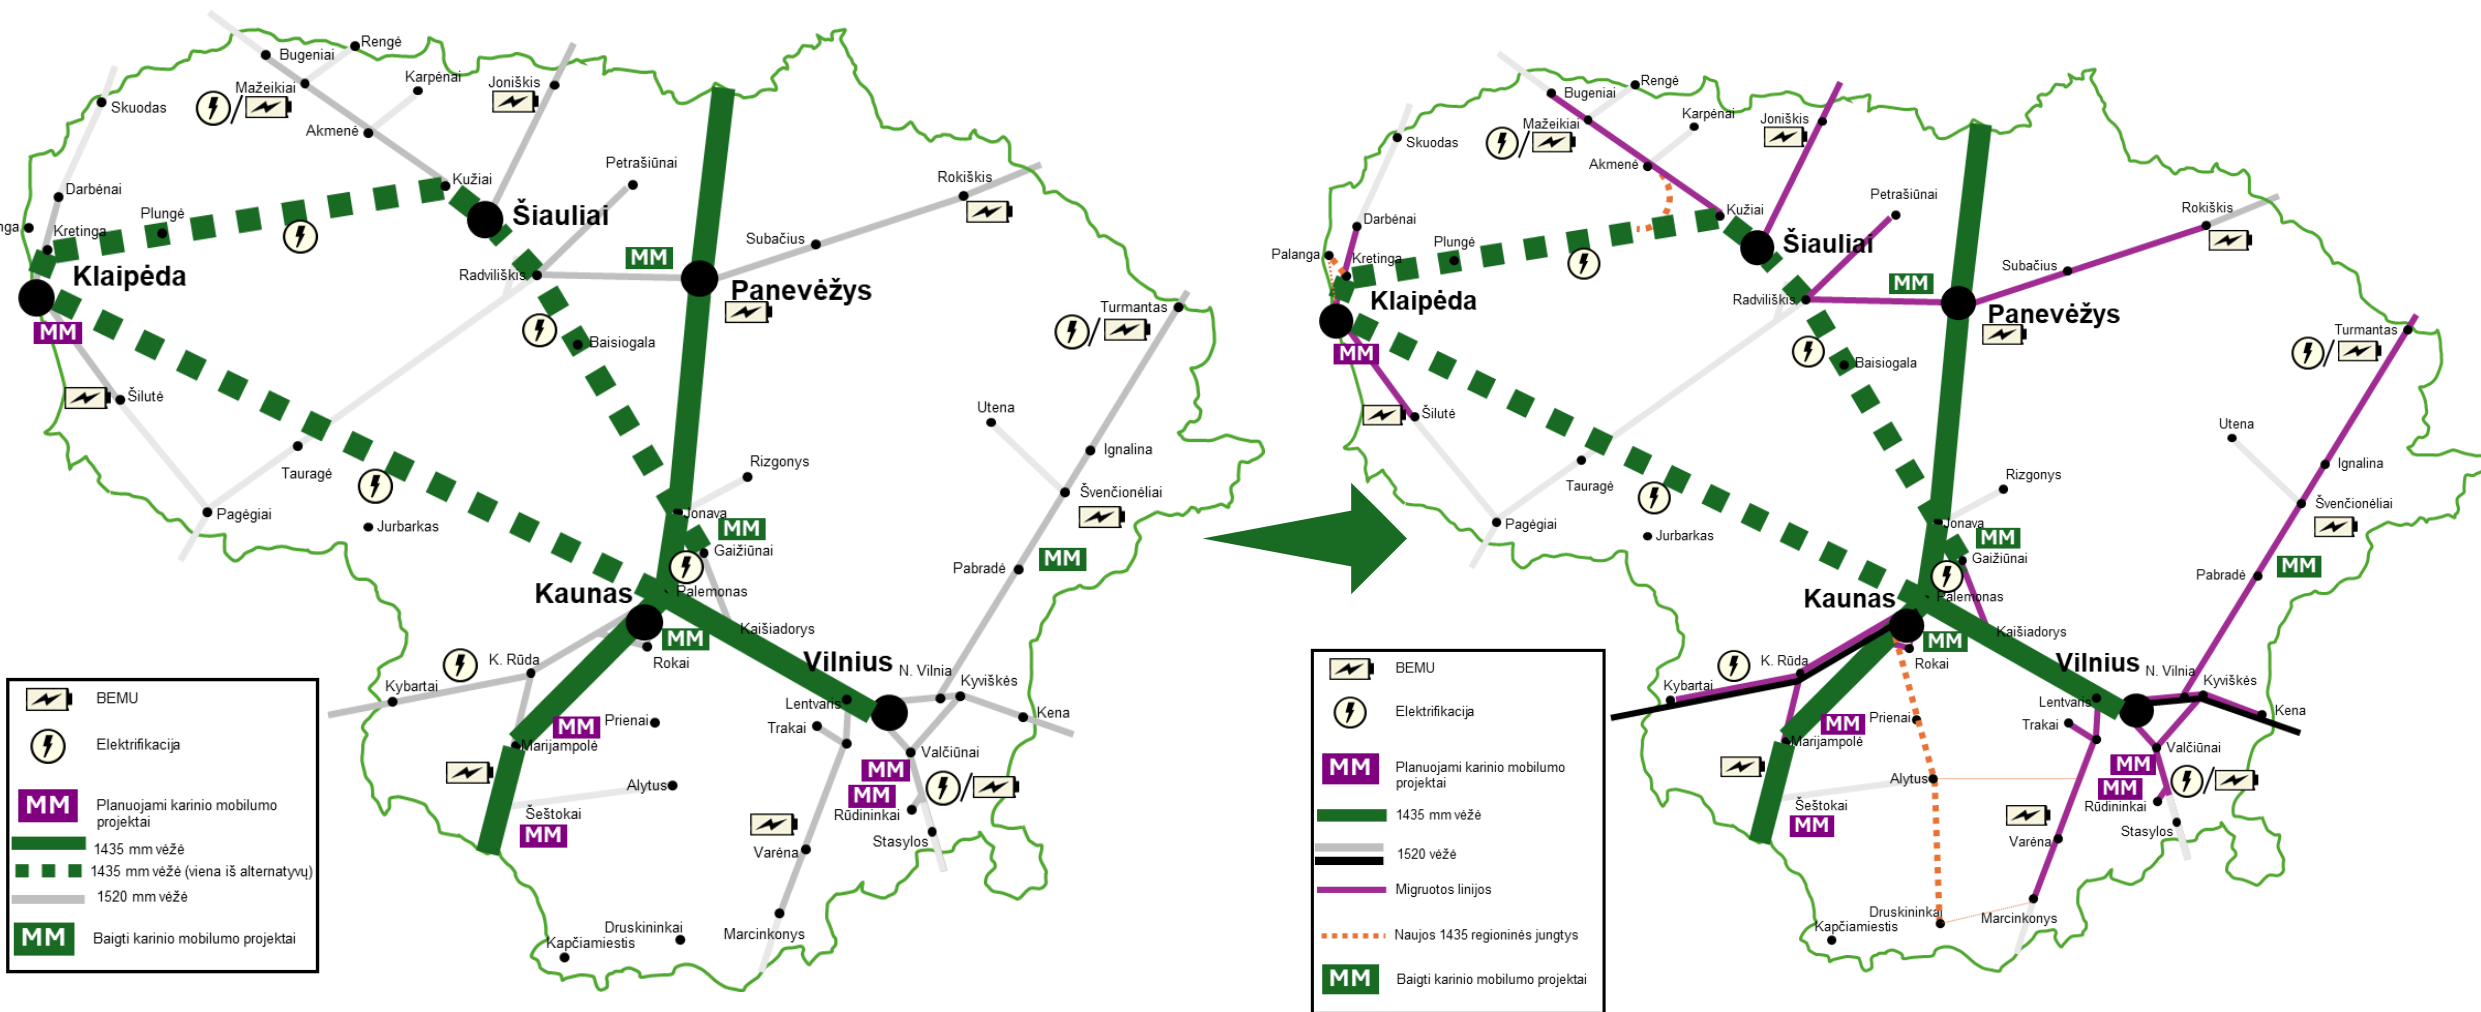 Bugeniai
Rengė
Mažeikiai
Karpėnai
Joniškis
Skuodas
Akmenė
Petrašiūnai
Kužiai
Rokiškis
Darbėnai
Plungė
Šiauliai
nga
Kretinga
Subačius
MM
Klaipėda
Radviliškis
Panevėžys
Turmantas
MM
Baisiogala
Šilutė
Utena
Ignalina
Tauragė
Rizgonys
Švenčionėliai
Pagėgiai
Jurbarkas
Jonava
MM
Gaižiūnai
MM
Pabradė
Kaunas
Palemonas
Kaišiadorys
MM
Rokai
K. Rūda
Vilnius
N. Vilnia
Kyviškės
Kybartai
Lentvaris
Kena
MM
Prienai
Trakai
Marijampolė
Valčiūnai
MM
Alytus
MM
Rūdininkai
Šeštokai
MM
Varėna
Stasylos
Druskininkai
Marcinkonys
Kapčiamiestis
BEMU
Elektrifikacija
MM
Planuojami karinio mobilumo
projektai
1435 mm vėžė
1435 mm vėžė (viena iš alternatyvų)
1520 mm vėžė
MM
Baigti karinio mobilumo projektai
Bugeniai
Rengė
Mažeikiai
Karpėnai
Joniškis
Skuodas
Akmenė
Petrašiūnai
Kužiai
Rokiškis
Darbėnai
Plungė
Šiauliai
Palanga
Kretinga
Subačius
MM
Klaipėda
Radviliškis
Panevėžys
Turmantas
MM
Baisiogala
Šilutė
Utena
Ignalina
Tauragė
Rizgonys
Švenčionėliai
Pagėgiai
Jurbarkas
Jonava
MM
Gaižiūnai
MM
Pabradė
Kaunas
Palemonas
Kaišiadorys
MM
Rokai
K. Rūda
Vilnius
N. Vilnia
Kyviškės
Kybartai
Lentvaris
Kena
MM
Prienai
Trakai
Marijampolė
Valčiūnai
MM
Alytus
MM
Rūdininkai
Šeštokai
MM
Varėna
Stasylos
Druskininkai
Marcinkonys
Kapčiamiestis
BEMU
Elektrifikacija
MM
Planuojami karinio mobilumo
projektai
1435 mm vėžė
1520 vėžė
Migruotos linijos
Naujos 1435 regioninės jungtys
MM
Baigti karinio mobilumo projektai